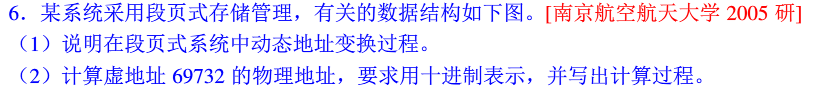 6．某系统采用段页式存储管理，有关的数据结构如下图。[南京航空航天大学 2005 研]
（1）说明在段页式系统中动态地址变换过程。
（2）计算虚地址 69732 的物理地址，要求用十进制表示，并写出计算过程。